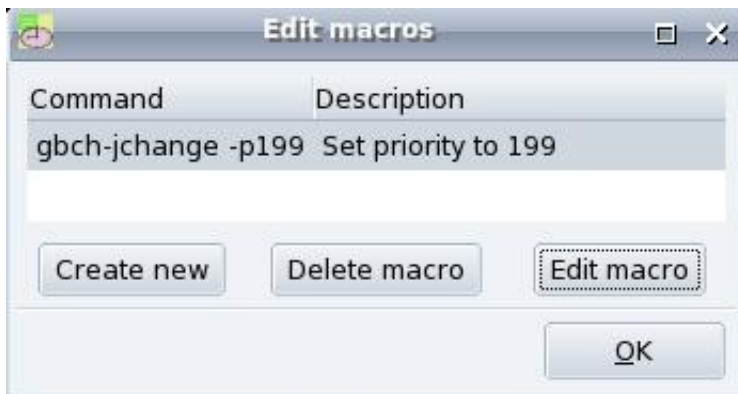 Edit macros
Command Description
gbch-jchange -p199 Set priority to 199
Create new Delete macro Edit macro
OK